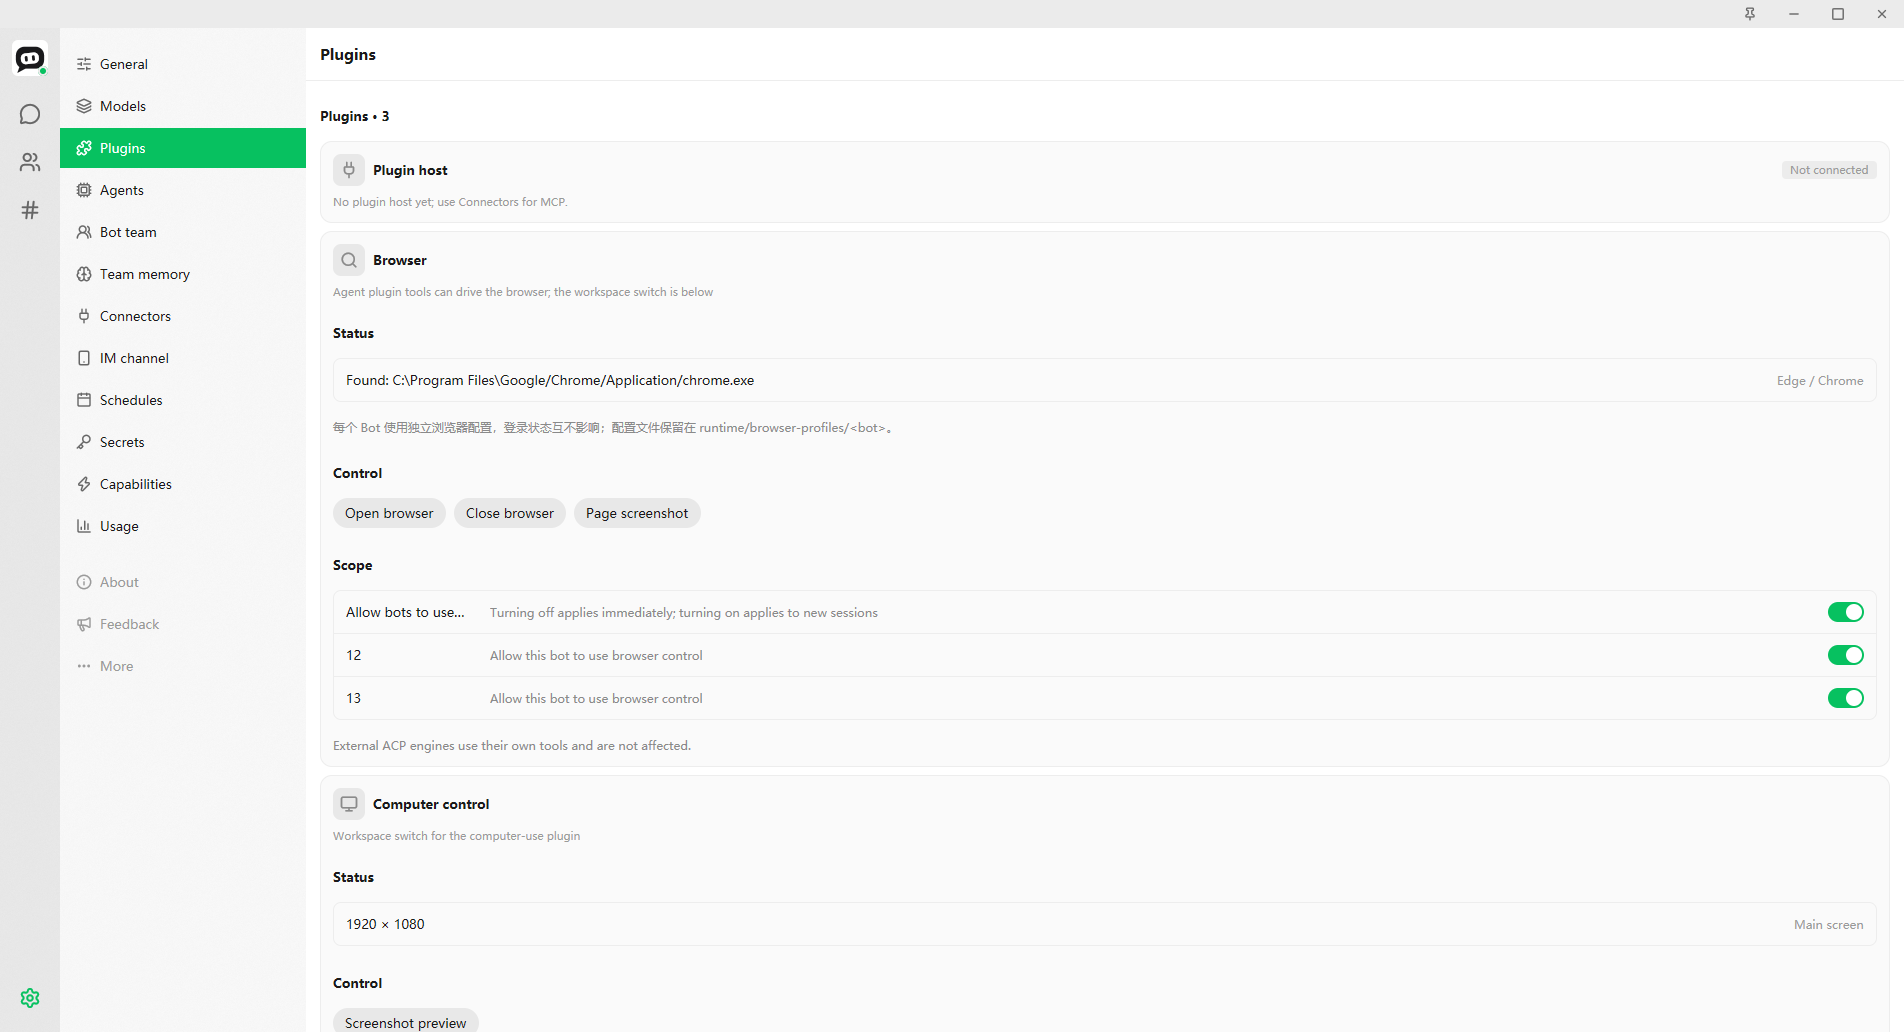 Plugins
General
Models
Plugins
Agents
Bot team
Team memory
Connectors
IM channel
Schedules
Secrets
Capabilities
Usage
About
Feedback
More
Plugins • 3
Plugin host
Not connected
No plugin host yet; use Connectors for MCP.
Browser
Agent plugin tools can drive the browser; the workspace switch is below
Status
Found: C:\Program Files\Google/Chrome/Application/chrome.exe
Edge / Chrome
每个 Bot 使用独立浏览器配置，登录状态互不影响；配置文件保留在 runtime/browser-profiles/<bot>。
Control
Open browser
Close browser
Page screenshot
Scope
Allow bots to use...
Turning off applies immediately; turning on applies to new sessions
12
Allow this bot to use browser control
13
Allow this bot to use browser control
External ACP engines use their own tools and are not affected.
Computer control
Workspace switch for the computer-use plugin
Status
1920 × 1080
Main screen
Control
Screenshot preview